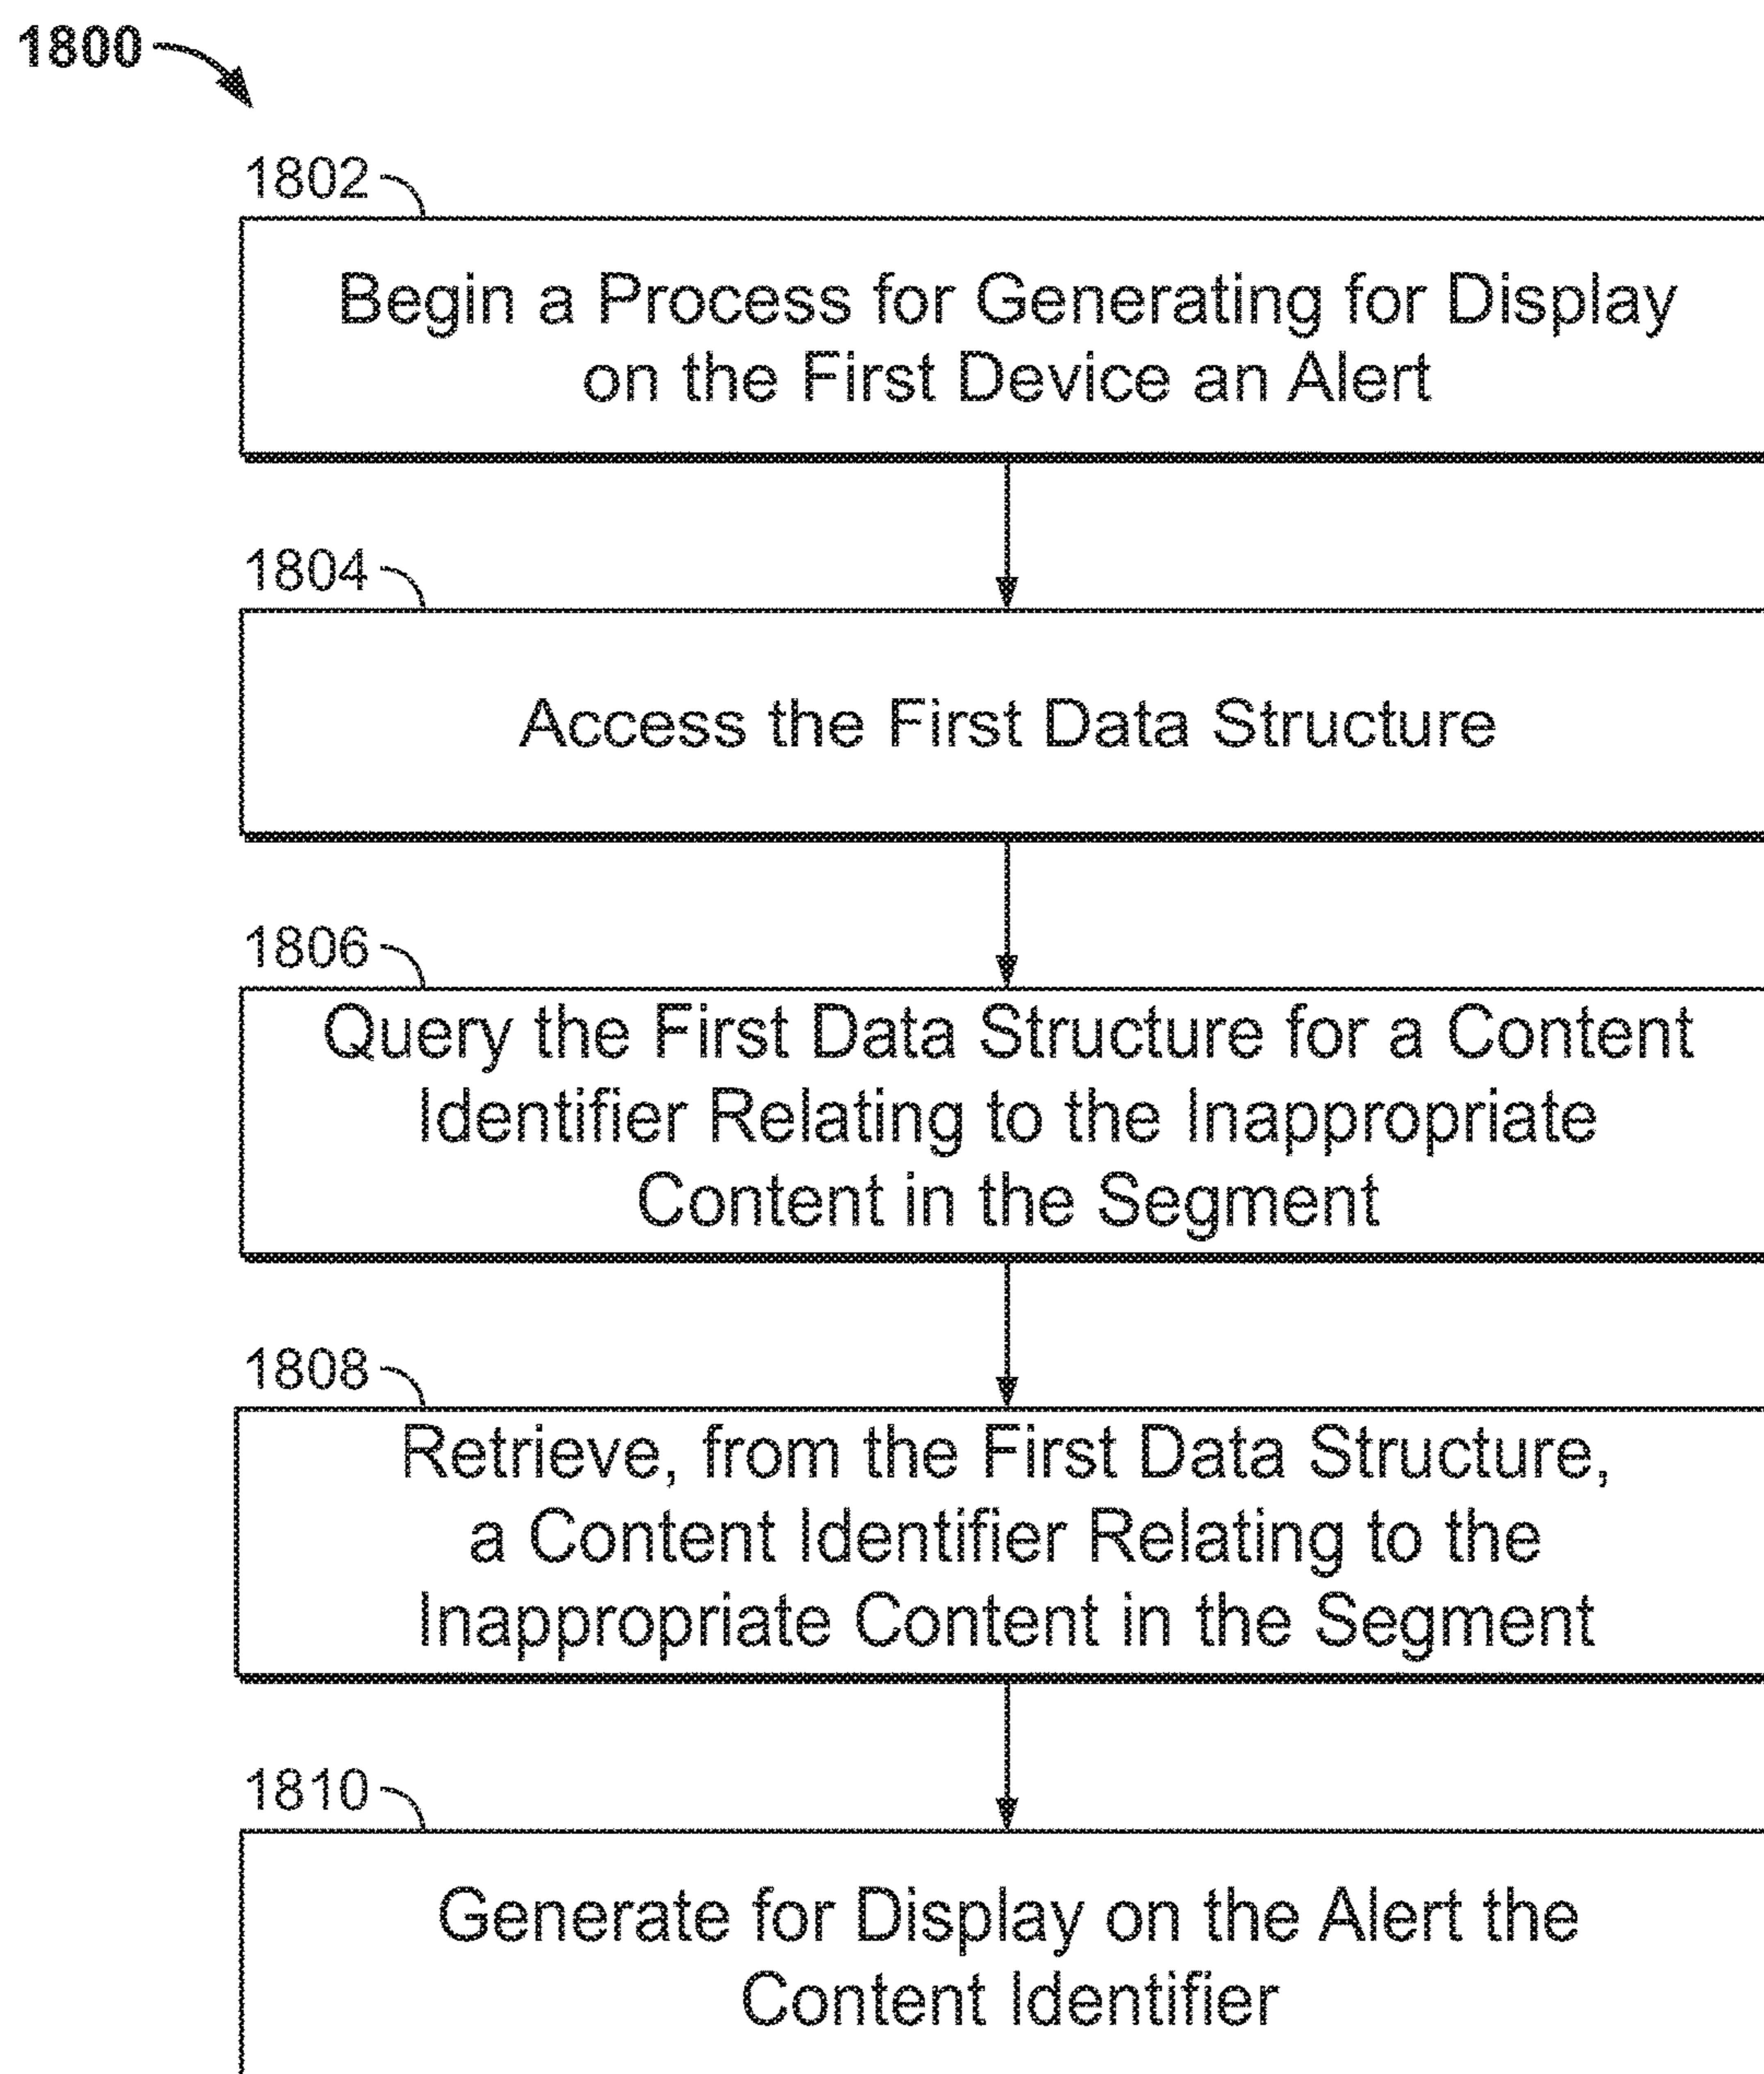 1800
1802
Begin a Process for Generating for Display
on the First Device an Alert
1804
Access the First Data Structure
1806
Query the First Data Structure for a Content
Identifier Relating to the Inappropriate
Content in the Segment
1808
Retrieve, from the First Data Structure,
a Content Identifier Relating to the
Inappropriate Content in the Segment
1810
Generate for Display on the Alert the
Content Identifier